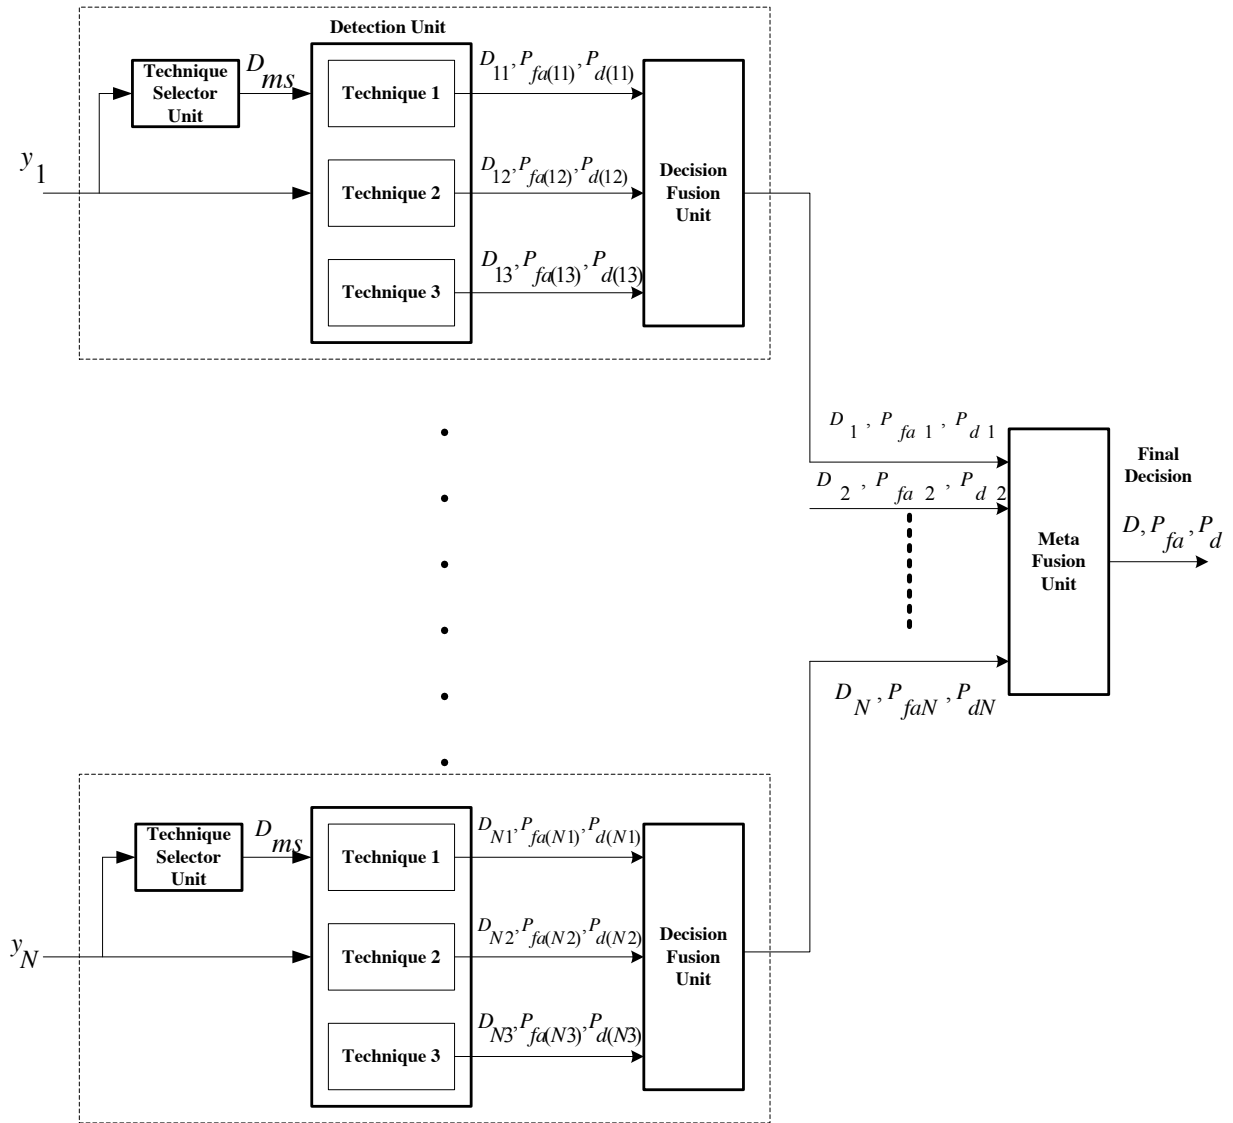 Detection Unit
Technique
Selector
Unit
D_ms
Technique 1
D_11, P_fa(11), P_d(11)
y_1
Technique 2
D_12, P_fa(12), P_d(12)
Decision
Fusion
Unit
Technique 3
D_13, P_fa(13), P_d(13)
D_1, P_fa 1, P_d 1
D_2, P_fa 2, P_d 2
Meta
Fusion
Unit
Final
Decision
D, P_fa, P_d
D_N, P_faN, P_dN
Technique
Selector
Unit
D_ms
Technique 1
D_N1, P_fa(N1), P_d(N1)
y_N
Technique 2
D_N2, P_fa(N2), P_d(N2)
Decision
Fusion
Unit
Technique 3
D_N3, P_fa(N3), P_d(N3)